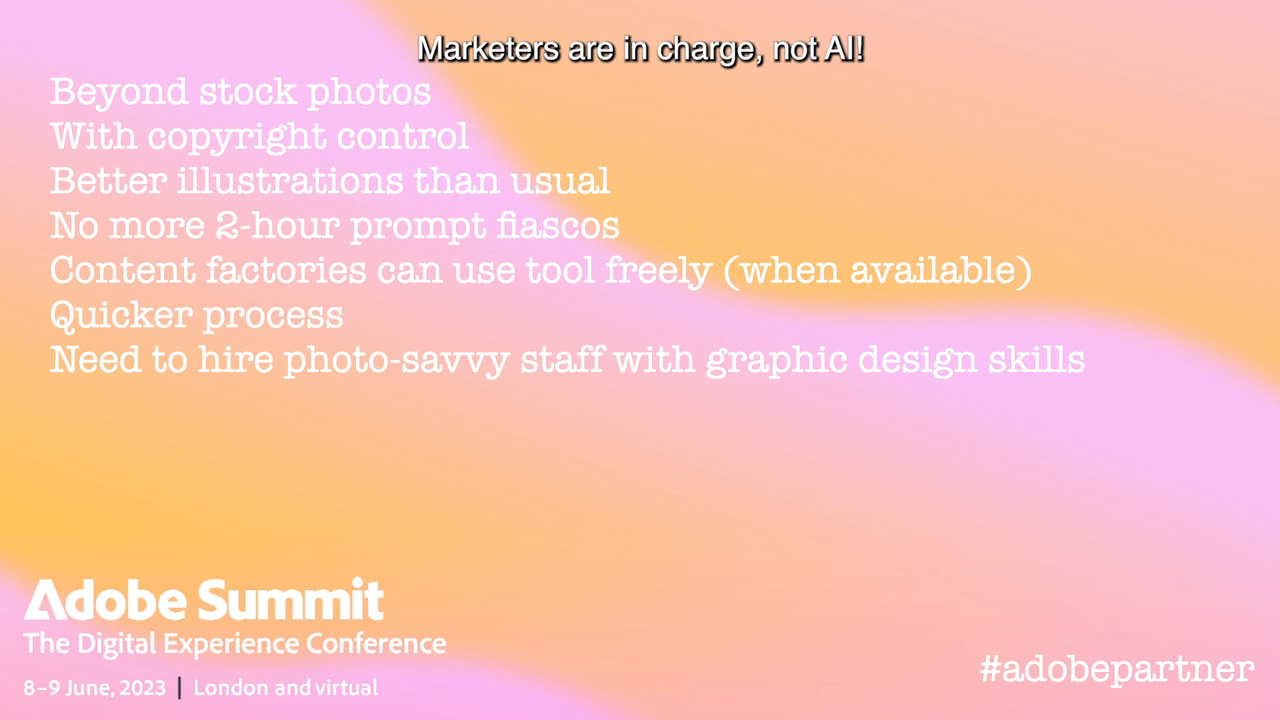 Marketers are in charge, not AI!
Beyond stock photos
With copyright control
Better illustrations than usual
No more 2-hour prompt fiascos
Content factories can use tool freely (when available)
Quicker process
Need to hire photo-savvy staff with graphic design skills
Adobe Summit
The Digital Experience Conference
8–9 June, 2023 | London and virtual
#adobepartner